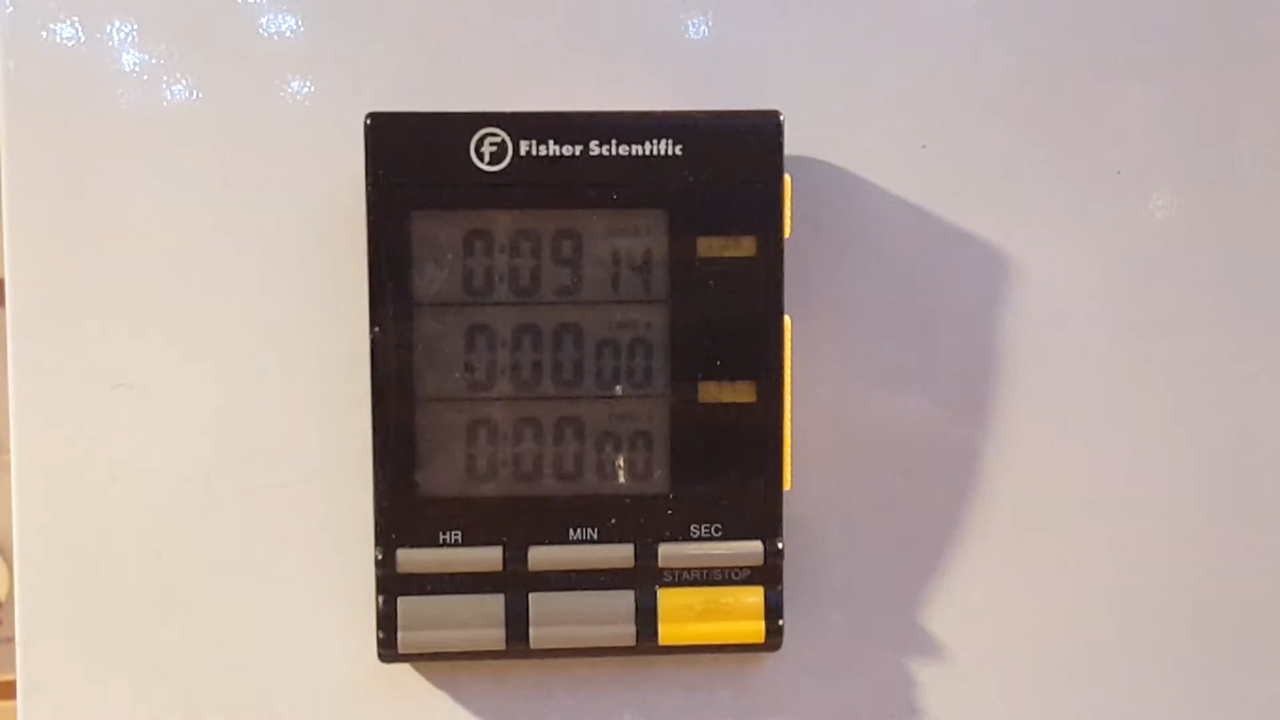 Fisher Scientific
0:09 14
0:00 00
0:00 00
HR MIN SEC
START/STOP